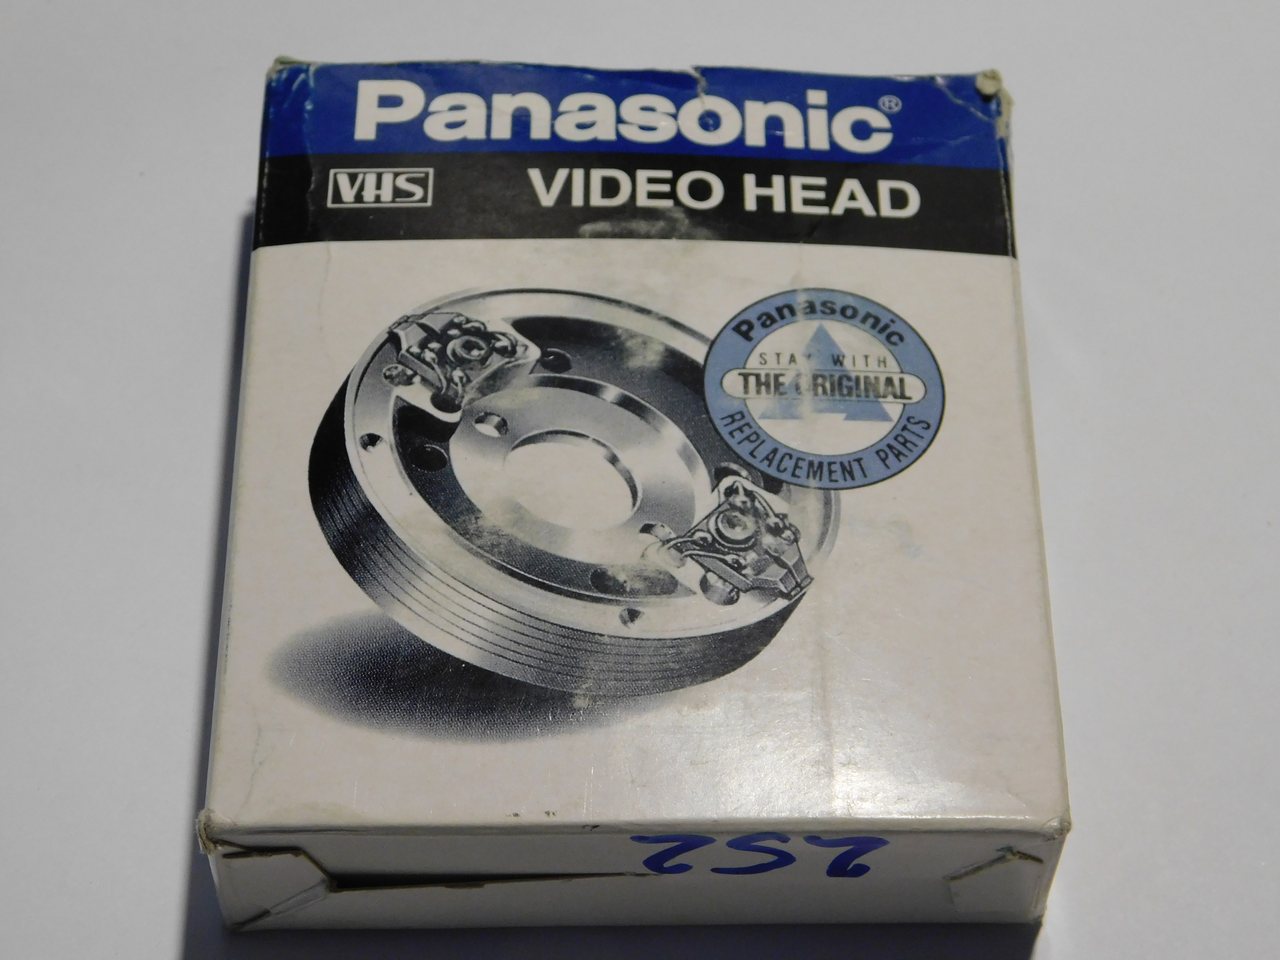 Panasonic®
VHS VIDEO HEAD
Panasonic
STAY WITH
THE ORIGINAL
REPLACEMENT PARTS
252